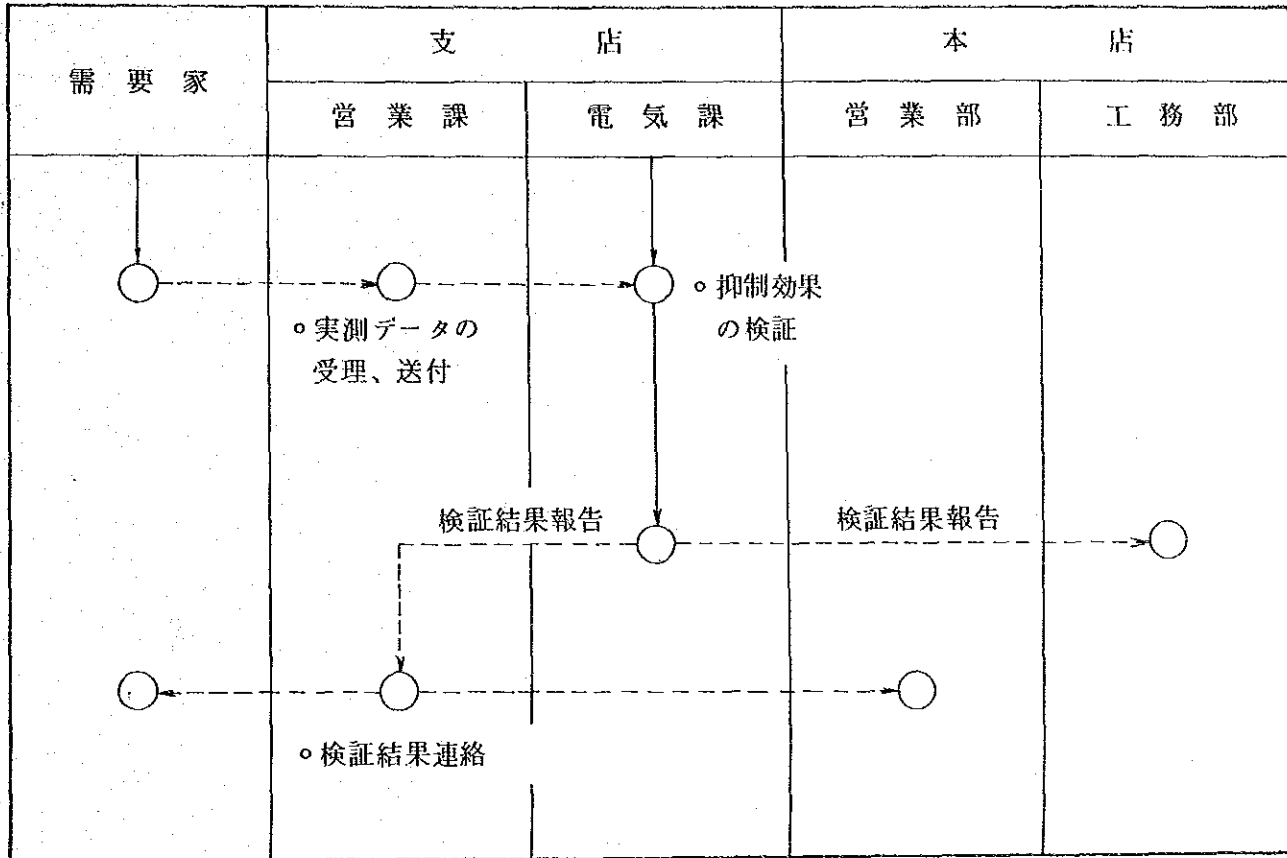 需要家
支店
本店
営業課
電気課
営業部
工務部
○抑制効果
の検証
○実測データの
受理、送付
検証結果報告
検証結果報告
○検証結果連絡